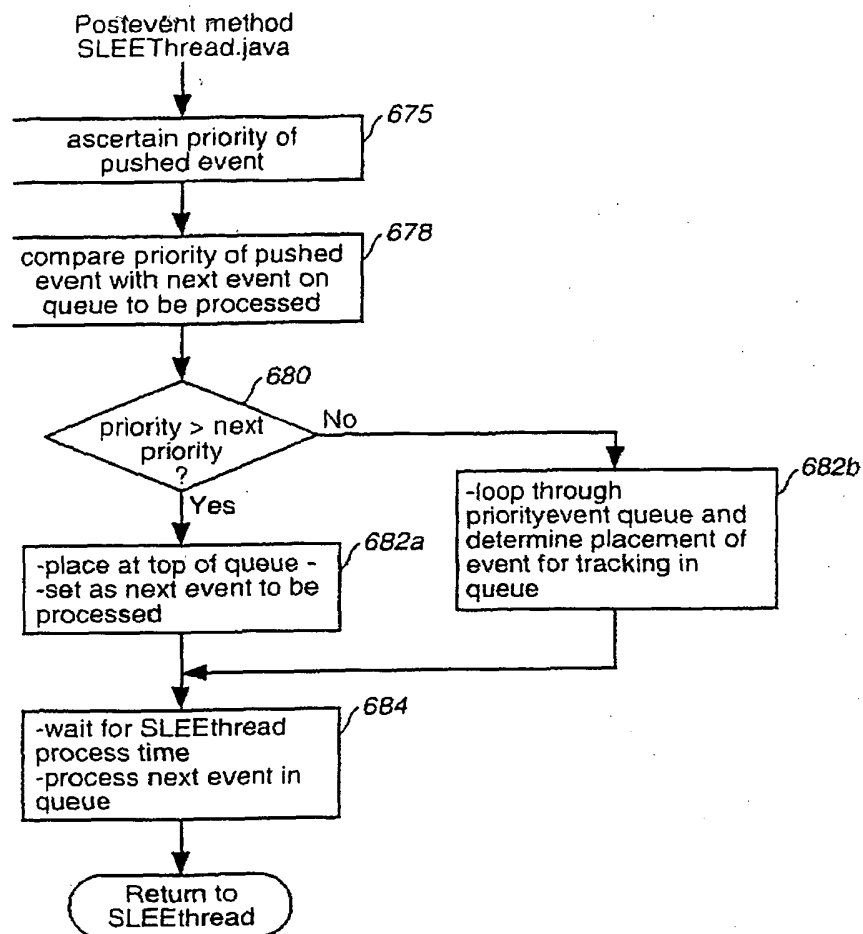 Postevent method
SLEEThread.java
675
ascertain priority of
pushed event
678
compare priority of pushed
event with next event on
queue to be processed
680
priority > next
priority
?
No
Yes
682a
-place at top of queue -
-set as next event to be
processed
682b
-loop through
priorityevent queue and
determine placement of
event for tracking in
queue
684
-wait for SLEEthread
process time
-process next event in
queue
Return to
SLEEthread